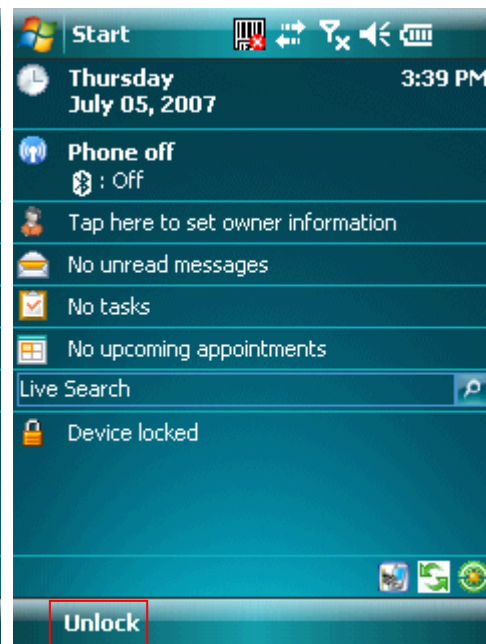 Start
Thursday 3:39 PM
July 05, 2007
Phone off
: Off
Tap here to set owner information
No unread messages
No tasks
No upcoming appointments
Live Search
Device locked
Unlock